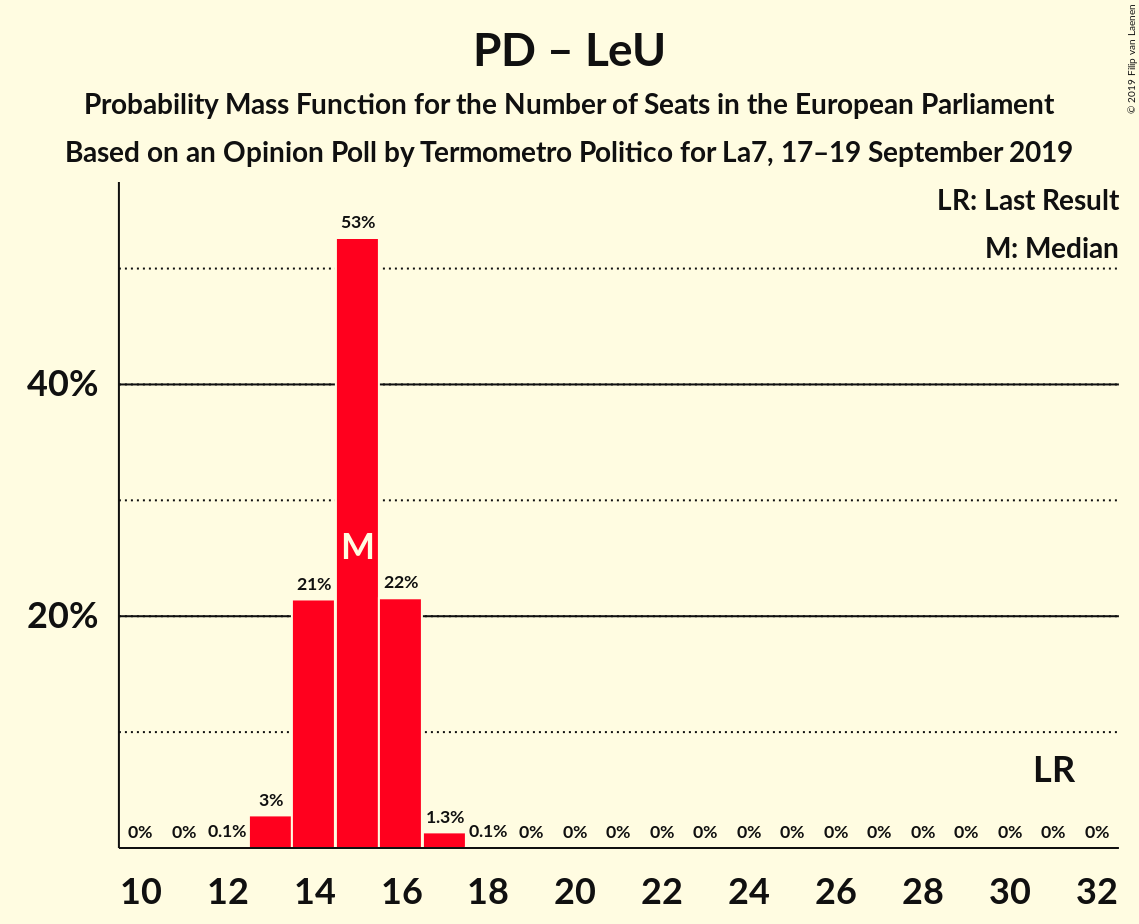 PD – LeU
Probability Mass Function for the Number of Seats in the European Parliament
Based on an Opinion Poll by Termometro Politico for La7, 17–19 September 2019
© 2019 Filip van Laenen
LR: Last Result
M: Median
53%
40%
M
21%
22%
20%
LR
3%
1.3%
0% 0% 0.1% 0.1% 0% 0% 0% 0% 0% 0% 0% 0% 0% 0% 0% 0% 0% 0%
10 12 14 16 18 20 22 24 26 28 30 32